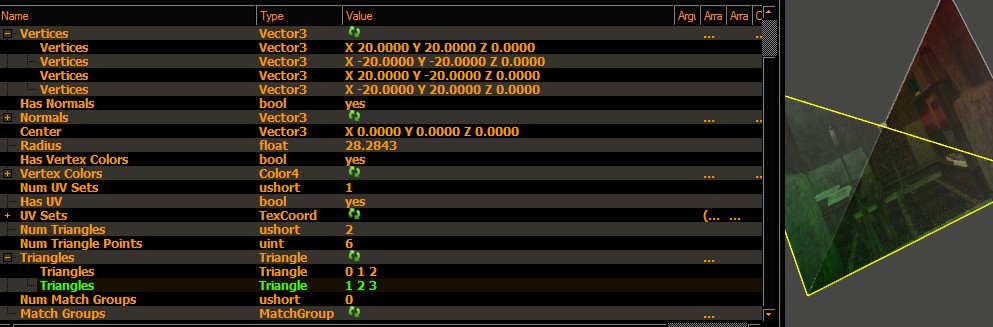 Name Type Value Argu Arra Arra C
Vertices Vector3 ... ..
Vertices Vector3 X 20.0000 Y 20.0000 Z 0.0000
Vertices Vector3 X -20.0000 Y -20.0000 Z 0.0000
Vertices Vector3 X 20.0000 Y -20.0000 Z 0.0000
Vertices Vector3 X -20.0000 Y 20.0000 Z 0.0000
Has Normals bool yes
Normals Vector3 ... ..
Center Vector3 X 0.0000 Y 0.0000 Z 0.0000
Radius float 28.2843
Has Vertex Colors bool yes
Vertex Colors Color4 ... ..
Num UV Sets ushort 1
Has UV bool yes
UV Sets TexCoord (... ...
Num Triangles ushort 2
Num Triangle Points uint 6
Triangles Triangle ...
Triangles Triangle 0 1 2
Triangles Triangle 1 2 3
Num Match Groups ushort 0
Match Groups MatchGroup ...